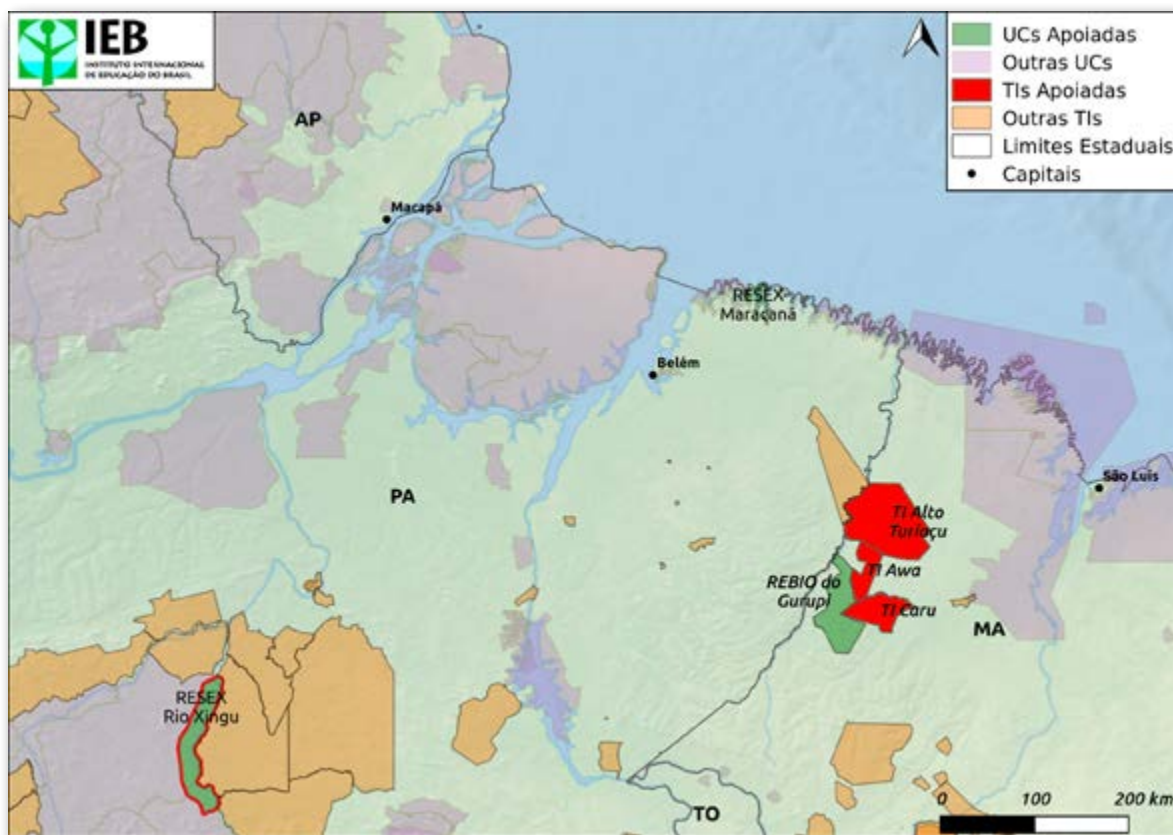 IEB
INSTITUTO INTERNACIONAL
DE EDUCAÇÃO DO BRASIL
UCs Apoiadas
Outras UCs
TIs Apoiadas
Outras TIs
Limites Estaduais
Capitais
AP
Macapá
RESEX
Maracanã
Belém
São Luis
PA
TI Alto
Turiaçu
TI Awa
REBIO do
Gurupi
TI Caru
MA
RESEX
Rio Xingu
TO
0 100 200 km